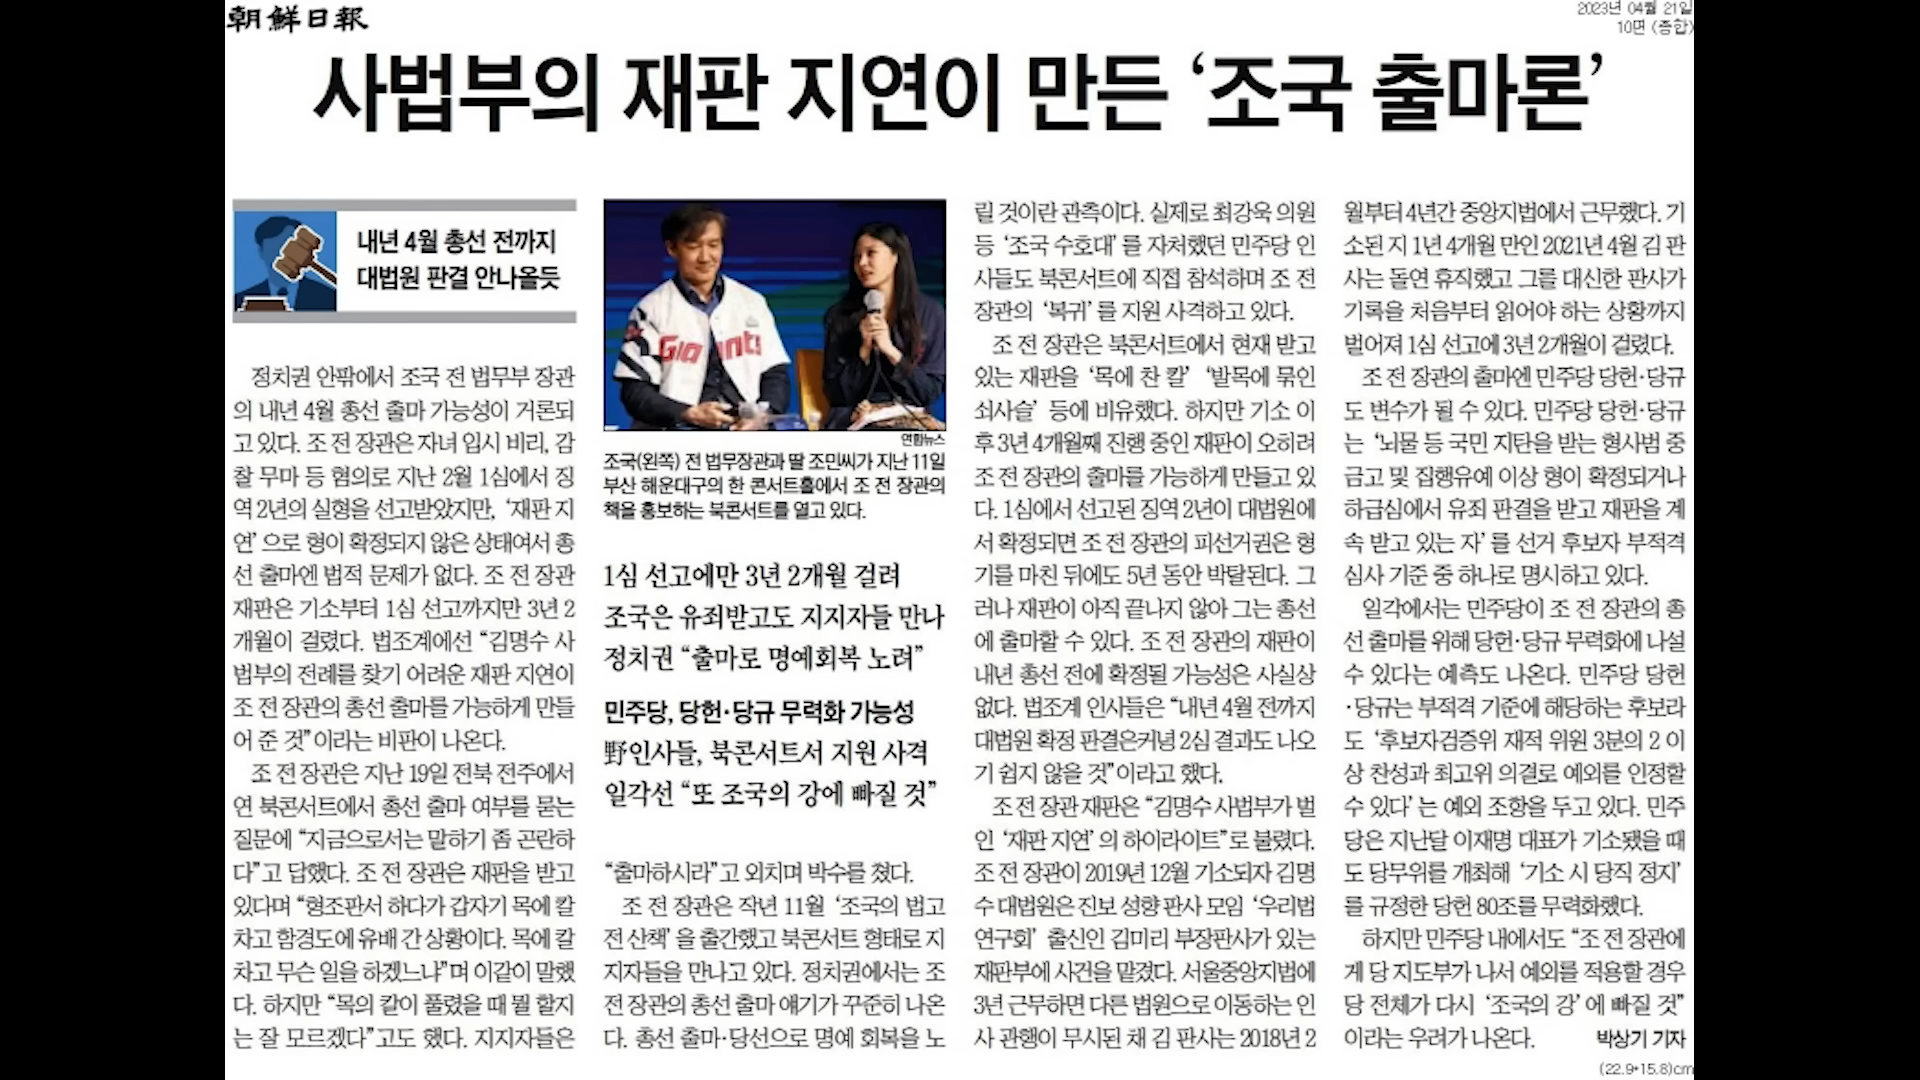 朝鮮日報
2023년 04월 21일
10면 (종합)
사법부의 재판 지연이 만든 ‘조국 출마론’
내년 4월 총선 전까지
대법원 판결 안나올듯
정치권 안팎에서 조국 전 법무부 장관
의 내년 4월 총선 출마 가능성이 거론되
고 있다. 조 전 장관은 자녀 입시 비리, 감
찰 무마 등 혐의로 지난 2월 1심에서 징
역 2년의 실형을 선고받았지만, ‘재판 지
연’으로 형이 확정되지 않은 상태여서 총
선 출마엔 법적 문제가 없다. 조 전 장관
재판은 기소부터 1심 선고까지만 3년 2
개월이 걸렸다. 법조계에선 “김명수 사
법부의 전례를 찾기 어려운 재판 지연이
조 전 장관의 총선 출마를 가능하게 만들
어 준 것”이라는 비판이 나온다.
조 전 장관은 지난 19일 전북 전주에서
연 북콘서트에서 총선 출마 여부를 묻는
질문에 “지금으로서는 말하기 좀 곤란하
다”고 답했다. 조 전 장관은 재판을 받고
있다며 “형조판서 하다가 갑자기 목에 칼
차고 함경도에 유배 간 상황이다. 목에 칼
차고 무슨 일을 하겠느냐”며 이같이 말했
다. 하지만 “목의 칼이 풀렸을 때 뭘 할지
는 잘 모르겠다”고도 했다. 지지자들은
Giants
연합뉴스
조국(왼쪽) 전 법무장관과 딸 조민씨가 지난 11일
부산 해운대구의 한 콘서트홀에서 조 전 장관의
책을 홍보하는 북콘서트를 열고 있다.
1심 선고에만 3년 2개월 걸려
조국은 유죄받고도 지지자들 만나
정치권 “출마로 명예회복 노려”
민주당, 당헌·당규 무력화 가능성
野인사들, 북콘서트서 지원 사격
일각선 “또 조국의 강에 빠질 것”
“출마하시라”고 외치며 박수를 쳤다.
조 전 장관은 작년 11월 ‘조국의 법고
전 산책’을 출간했고 북콘서트 형태로 지
지자들을 만나고 있다. 정치권에서는 조
전 장관의 총선 출마 얘기가 꾸준히 나온
다. 총선 출마·당선으로 명예 회복을 노
릴 것이란 관측이다. 실제로 최강욱 의원
등 ‘조국 수호대’를 자처했던 민주당 인
사들도 북콘서트에 직접 참석하며 조 전
장관의 ‘복귀’를 지원 사격하고 있다.
조 전 장관은 북콘서트에서 현재 받고
있는 재판을 ‘목에 찬 칼’ ‘발목에 묶인
쇠사슬’ 등에 비유했다. 하지만 기소 이
후 3년 4개월째 진행 중인 재판이 오히려
조 전 장관의 출마를 가능하게 만들고 있
다. 1심에서 선고된 징역 2년이 대법원에
서 확정되면 조 전 장관의 피선거권은 형
기를 마친 뒤에도 5년 동안 박탈된다. 그
러나 재판이 아직 끝나지 않아 그는 총선
에 출마할 수 있다. 조 전 장관의 재판이
내년 총선 전에 확정될 가능성은 사실상
없다. 법조계 인사들은 “내년 4월 전까지
대법원 확정 판결은커녕 2심 결과도 나오
기 쉽지 않을 것”이라고 했다.
조 전 장관 재판은 “김명수 사법부가 벌
인 ‘재판 지연’의 하이라이트”로 불렸다.
조 전 장관이 2019년 12월 기소되자 김명
수 대법원은 진보 성향 판사 모임 ‘우리법
연구회’ 출신인 김미리 부장판사가 있는
재판부에 사건을 맡겼다. 서울중앙지법에
3년 근무하면 다른 법원으로 이동하는 인
사 관행이 무시된 채 김 판사는 2018년 2
월부터 4년간 중앙지법에서 근무했다. 기
소된 지 1년 4개월 만인 2021년 4월 김 판
사는 돌연 휴직했고 그를 대신한 판사가
기록을 처음부터 읽어야 하는 상황까지
벌어져 1심 선고에 3년 2개월이 걸렸다.
조 전 장관의 출마엔 민주당 당헌·당규
도 변수가 될 수 있다. 민주당 당헌·당규
는 ‘뇌물 등 국민 지탄을 받는 형사범 중
금고 및 집행유예 이상 형이 확정되거나
하급심에서 유죄 판결을 받고 재판을 계
속 받고 있는 자’를 선거 후보자 부적격
심사 기준 중 하나로 명시하고 있다.
일각에서는 민주당이 조 전 장관의 총
선 출마를 위해 당헌·당규 무력화에 나설
수 있다는 예측도 나온다. 민주당 당헌
·당규는 부적격 기준에 해당하는 후보라
도 ‘후보자검증위 재적 위원 3분의 2 이
상 찬성과 최고위 의결로 예외를 인정할
수 있다’는 예외 조항을 두고 있다. 민주
당은 지난달 이재명 대표가 기소됐을 때
도 당무위를 개최해 ‘기소 시 당직 정지’
를 규정한 당헌 80조를 무력화했다.
하지만 민주당 내에서도 “조 전 장관에
게 당 지도부가 나서 예외를 적용할 경우
당 전체가 다시 ‘조국의 강’에 빠질 것”
이라는 우려가 나온다.
박상기 기자
(22.9*15.8)cm